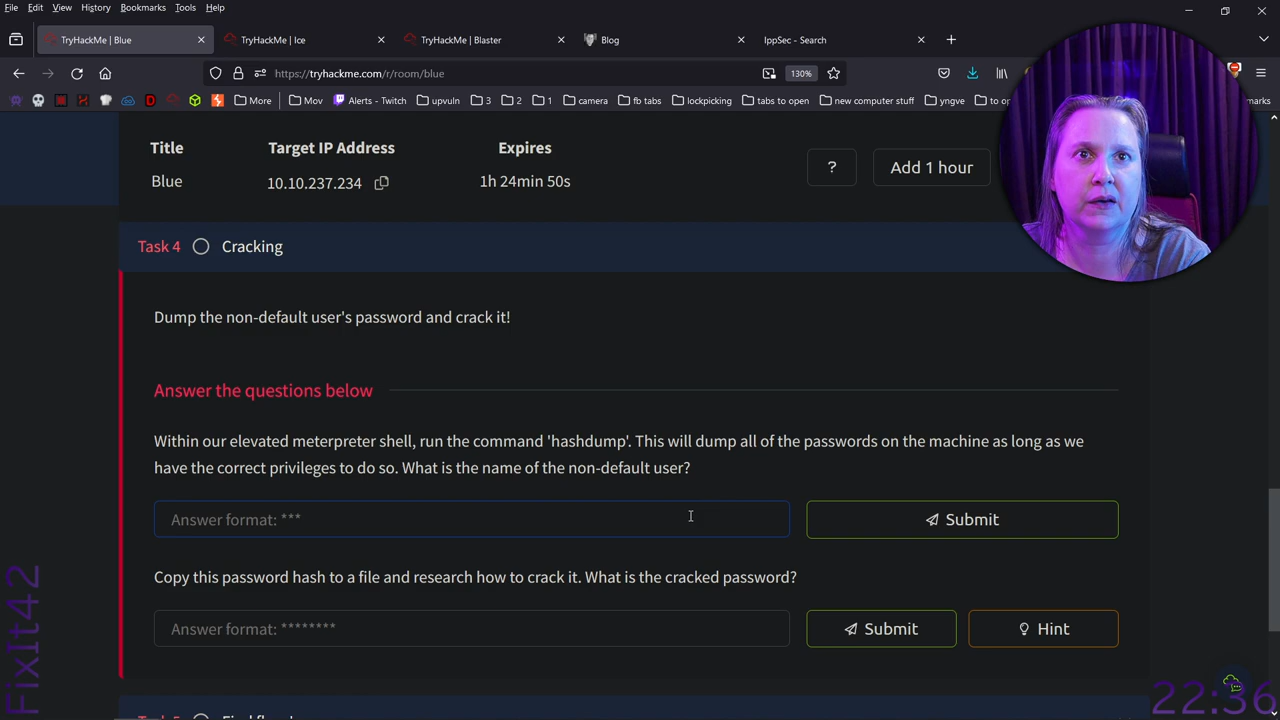 File Edit View History Bookmarks Tools Help
TryHackMe | Blue
TryHackMe | Ice
TryHackMe | Blaster
Blog
IppSec - Search
https://tryhackme.com/r/room/blue
130%
More
Mov
Alerts - Twitch
upvuln
3
2
1
camera
fb tabs
lockpicking
tabs to open
new computer stuff
yngve
to op
marks
Title
Target IP Address
Expires
Blue
10.10.237.234
1h 24min 50s
?
Add 1 hour
Task 4
Cracking
Dump the non-default user's password and crack it!
Answer the questions below
Within our elevated meterpreter shell, run the command 'hashdump'. This will dump all of the passwords on the machine as long as we
have the correct privileges to do so. What is the name of the non-default user?
Answer format: ***
Submit
Copy this password hash to a file and research how to crack it. What is the cracked password?
Answer format: ********
Submit
Hint
FixIt42
22:36